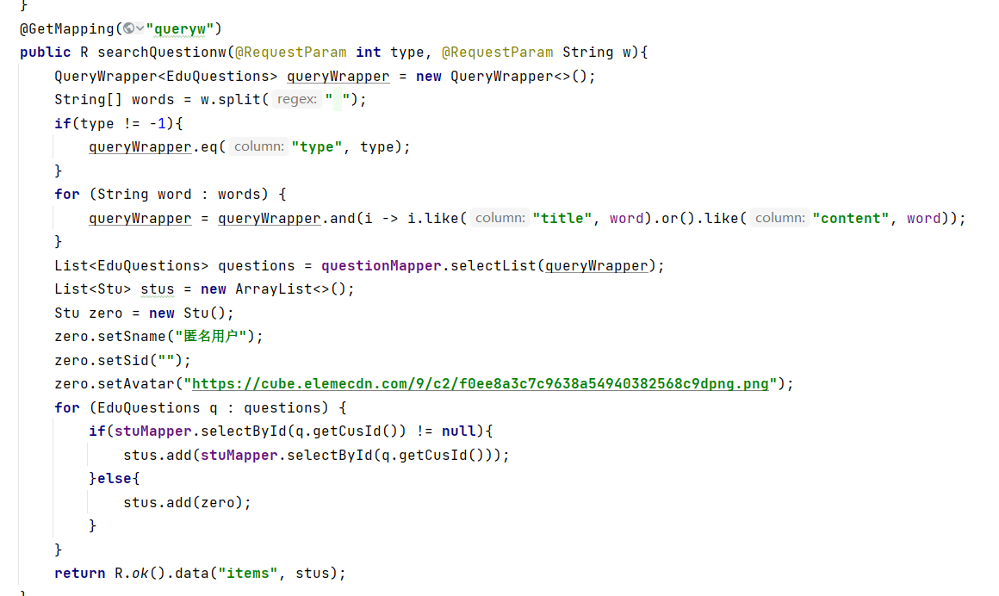 }
@GetMapping("queryw")
public R searchQuestionw(@RequestParam int type, @RequestParam String w){
    QueryWrapper<EduQuestions> queryWrapper = new QueryWrapper<>();
    String[] words = w.split( regex: " ");
    if(type != -1){
        queryWrapper.eq( column: "type", type);
    }
    for (String word : words) {
        queryWrapper = queryWrapper.and(i -> i.like( column: "title", word).or().like( column: "content", word));
    }
    List<EduQuestions> questions = questionMapper.selectList(queryWrapper);
    List<Stu> stus = new ArrayList<>();
    Stu zero = new Stu();
    zero.setSname("匿名用户");
    zero.setSid("");
    zero.setAvatar("https://cube.elemecdn.com/9/c2/f0ee8a3c7c9638a54940382568c9dpng.png");
    for (EduQuestions q : questions) {
        if(stuMapper.selectById(q.getCusId()) != null){
            stus.add(stuMapper.selectById(q.getCusId()));
        }else{
            stus.add(zero);
        }
    }
    return R.ok().data("items", stus);
}